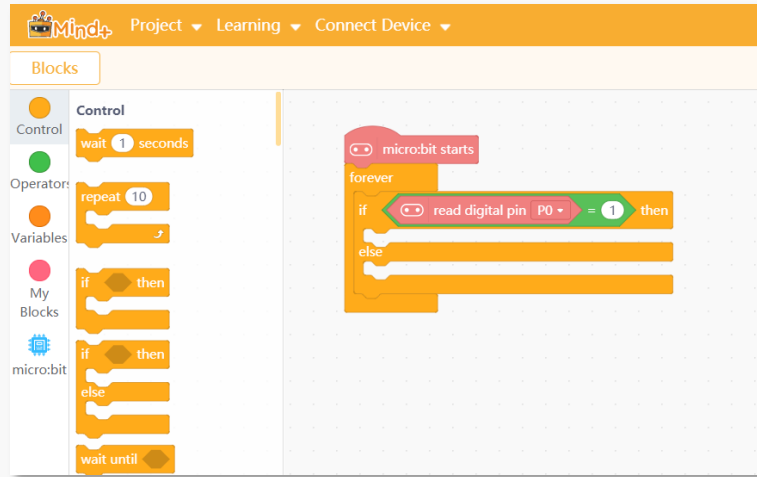 Mind+ Project Learning Connect Device
Blocks
Control
Operators
Variables
My
Blocks
micro:bit
Control
wait 1 seconds
repeat 10
if then
if then
else
wait until
micro:bit starts
forever
if read digital pin P0 = 1 then
else